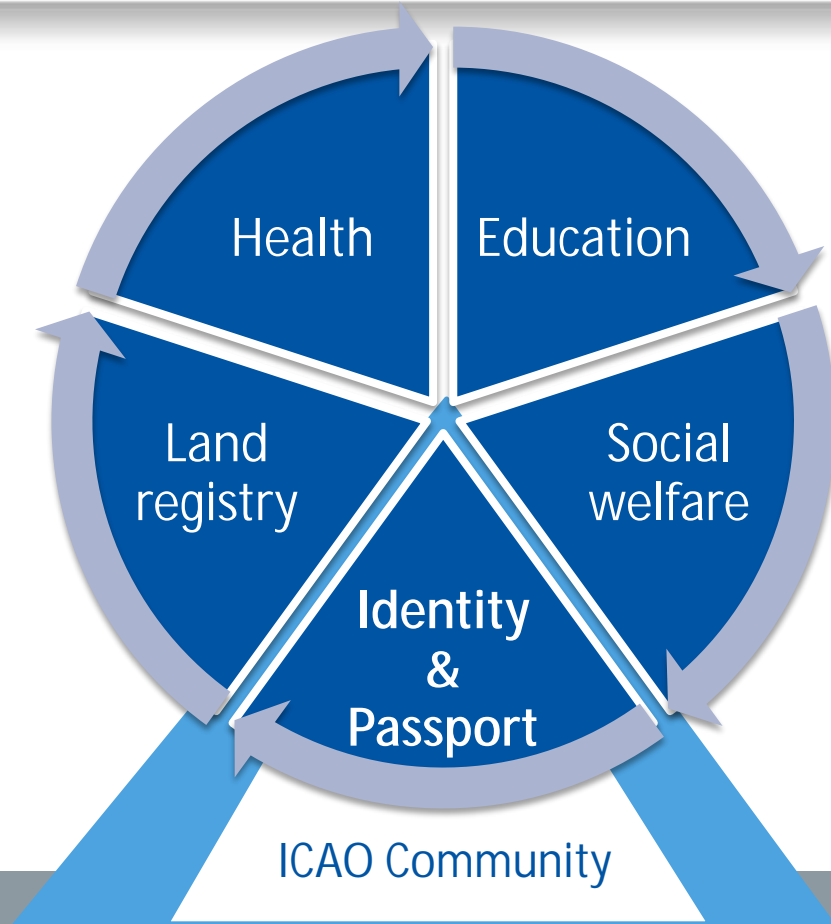 Health
Education
Land
registry
Social
welfare
Identity
&
Passport
ICAO Community